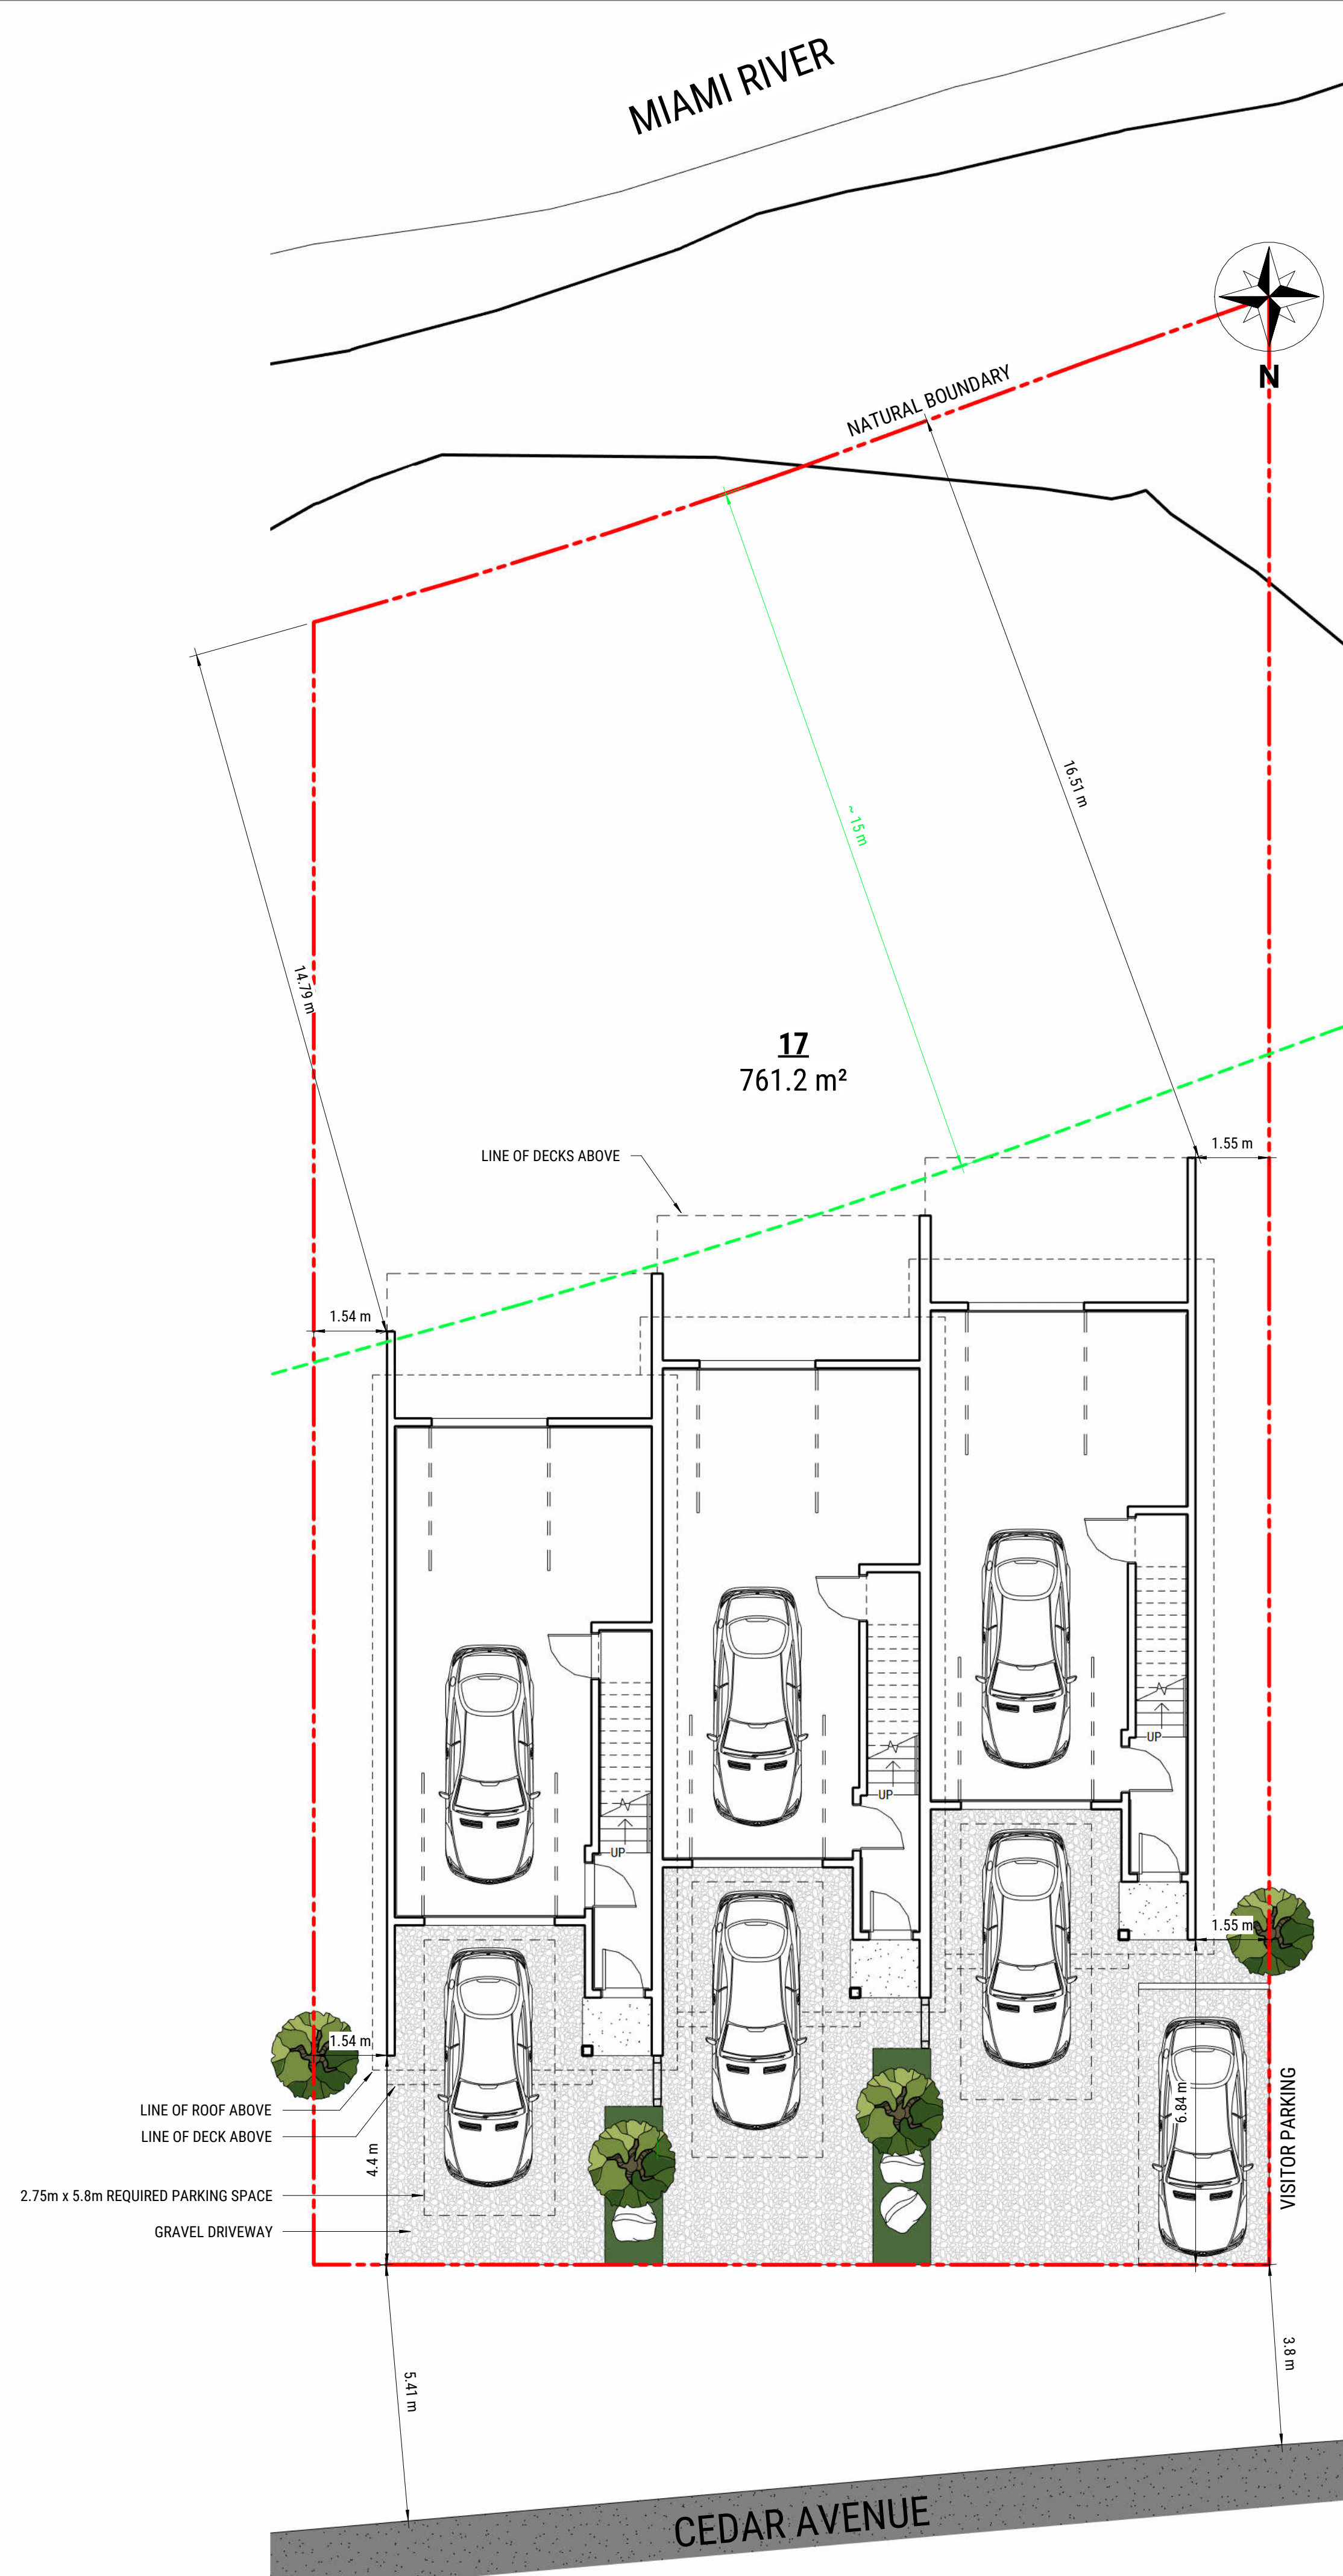 MIAMI RIVER
N
NATURAL BOUNDARY
16.51 m
~ 15 m
14.79 m
17
761.2 m²
LINE OF DECKS ABOVE
1.55 m
1.54 m
UP
UP
UP
1.55 m
1.54 m
LINE OF ROOF ABOVE
LINE OF DECK ABOVE
4.4 m
6.84 m
VISITOR PARKING
2.75m x 5.8m REQUIRED PARKING SPACE
GRAVEL DRIVEWAY
5.41 m
3.8 m
CEDAR AVENUE